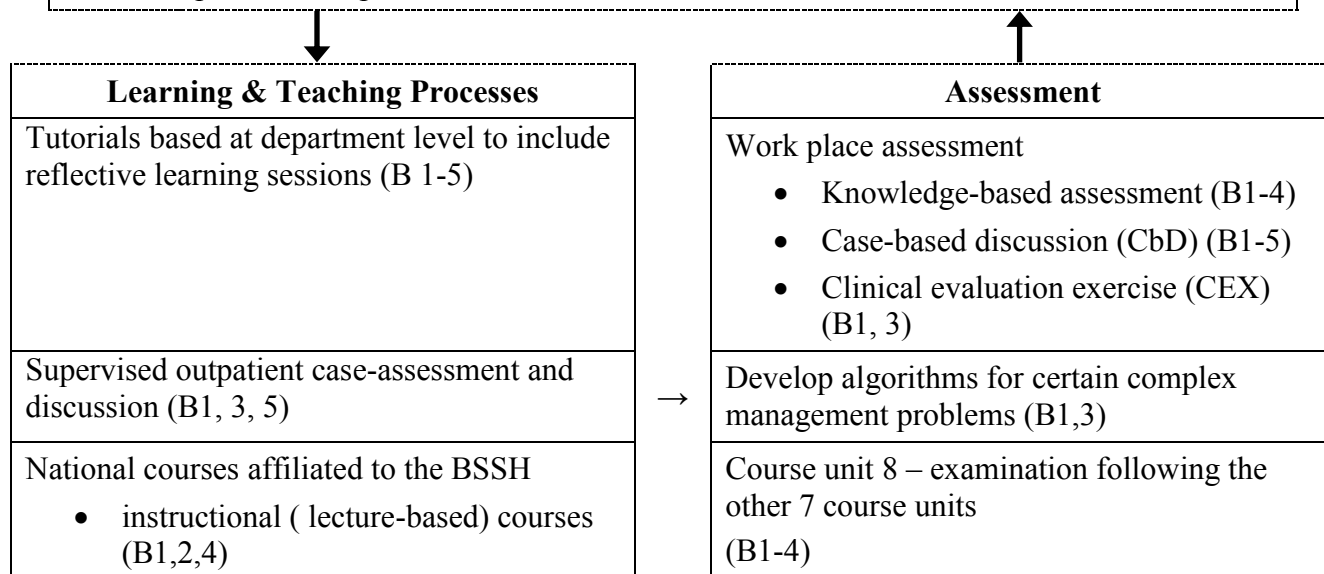 Learning & Teaching Processes
Tutorials based at department level to include
reflective learning sessions (B 1-5)
Supervised outpatient case-assessment and
discussion (B1, 3, 5)
National courses affiliated to the BSSH
• instructional ( lecture-based) courses
(B1,2,4)
→
Assessment
Work place assessment
• Knowledge-based assessment (B1-4)
• Case-based discussion (CbD) (B1-5)
• Clinical evaluation exercise (CEX)
(B1, 3)
Develop algorithms for certain complex
management problems (B1,3)
Course unit 8 – examination following the
other 7 course units
(B1-4)